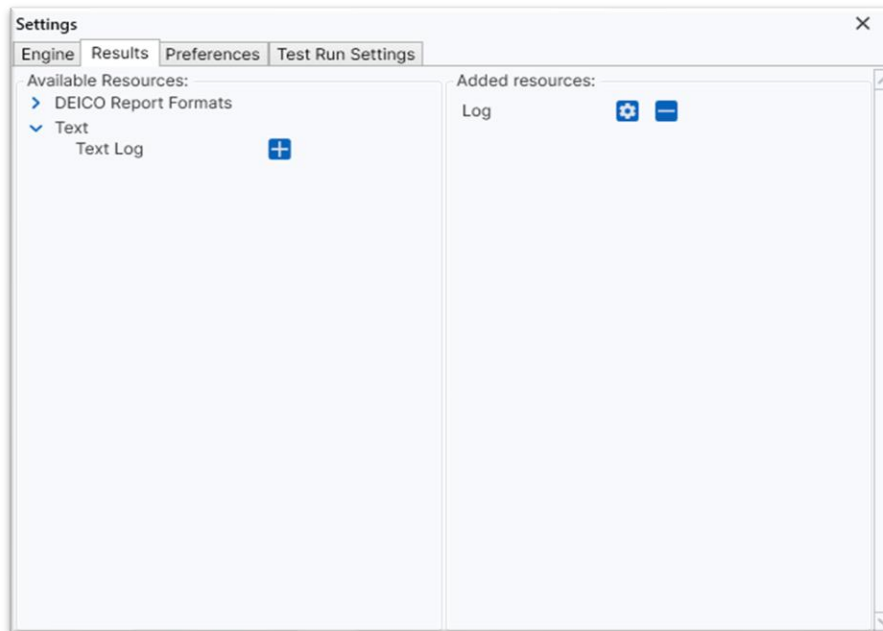 Settings
Engine Results Preferences Test Run Settings
Available Resources:
DEICO Report Formats
Text
Text Log
Added resources:
Log